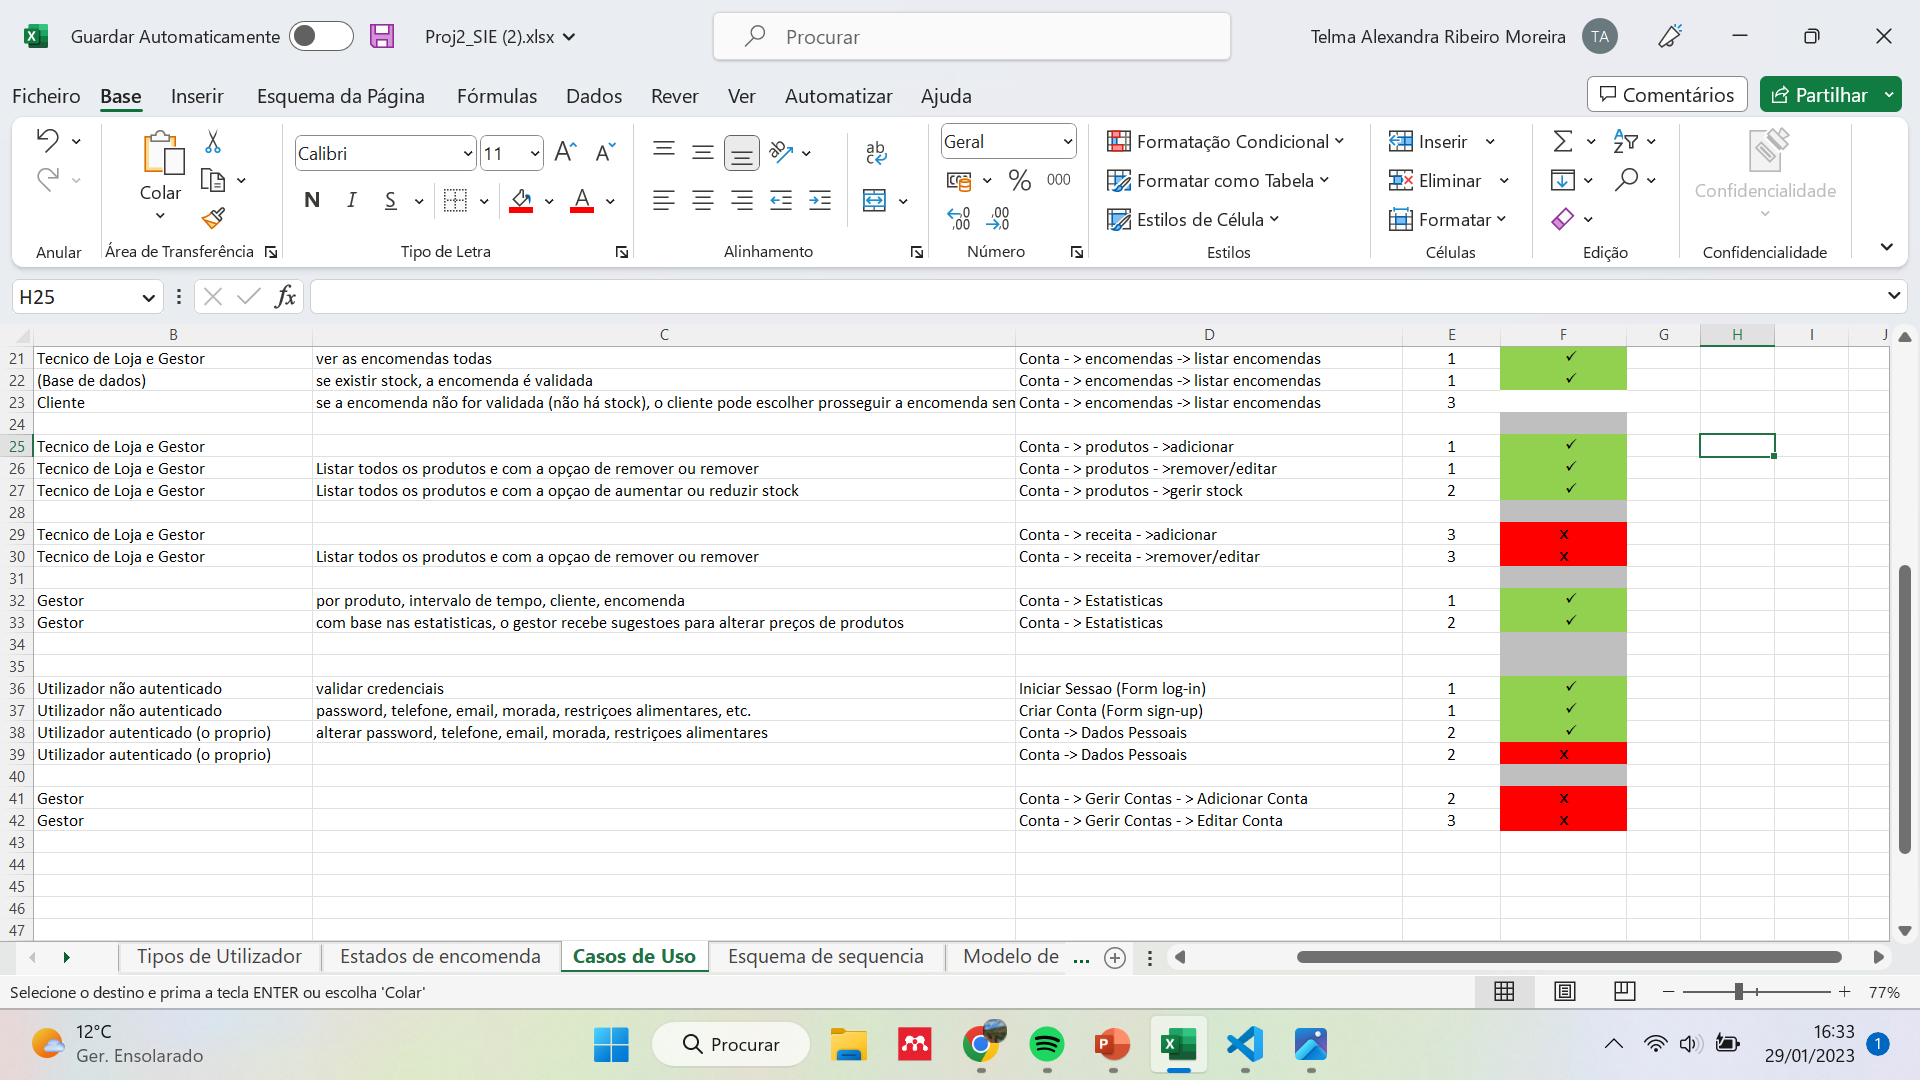 Guardar Automaticamente Proj2_SIE (2).xlsx Procurar Telma Alexandra Ribeiro Moreira TA
Ficheiro Base Inserir Esquema da Página Fórmulas Dados Rever Ver Automatizar Ajuda Comentários Partilhar
Calibri 11 Geral Formatação Condicional Inserir
Colar Formatar como Tabela Eliminar Confidencialidade
N I S % 000 Estilos de Célula Formatar
Anular Área de Transferência Tipo de Letra Alinhamento Número Estilos Células Edição Confidencialidade
H25 fx
B C D E F G H I J
21 Tecnico de Loja e Gestor ver as encomendas todas Conta - > encomendas -> listar encomendas 1 ✓
22 (Base de dados) se existir stock, a encomenda é validada Conta - > encomendas -> listar encomendas 1 ✓
23 Cliente se a encomenda não for validada (não há stock), o cliente pode escolher prosseguir a encomenda sen Conta - > encomendas -> listar encomendas 3
24
25 Tecnico de Loja e Gestor Conta - > produtos - >adicionar 1 ✓
26 Tecnico de Loja e Gestor Listar todos os produtos e com a opçao de remover ou remover Conta - > produtos - >remover/editar 1 ✓
27 Tecnico de Loja e Gestor Listar todos os produtos e com a opçao de aumentar ou reduzir stock Conta - > produtos - >gerir stock 2 ✓
28
29 Tecnico de Loja e Gestor Conta - > receita - >adicionar 3 x
30 Tecnico de Loja e Gestor Listar todos os produtos e com a opçao de remover ou remover Conta - > receita - >remover/editar 3 x
31
32 Gestor por produto, intervalo de tempo, cliente, encomenda Conta - > Estatisticas 1 ✓
33 Gestor com base nas estatisticas, o gestor recebe sugestoes para alterar preços de produtos Conta - > Estatisticas 2 ✓
34
35
36 Utilizador não autenticado validar credenciais Iniciar Sessao (Form log-in) 1 ✓
37 Utilizador não autenticado password, telefone, email, morada, restriçoes alimentares, etc. Criar Conta (Form sign-up) 1 ✓
38 Utilizador autenticado (o proprio) alterar password, telefone, email, morada, restriçoes alimentares Conta -> Dados Pessoais 2 ✓
39 Utilizador autenticado (o proprio) Conta -> Dados Pessoais 2 x
40
41 Gestor Conta - > Gerir Contas - > Adicionar Conta 2 x
42 Gestor Conta - > Gerir Contas - > Editar Conta 3 x
43
44
45
46
47
Tipos de Utilizador Estados de encomenda Casos de Uso Esquema de sequencia Modelo de ...
Selecione o destino e prima a tecla ENTER ou escolha 'Colar' 77%
12°C
Ger. Ensolarado
Procurar
16:33
29/01/2023 1